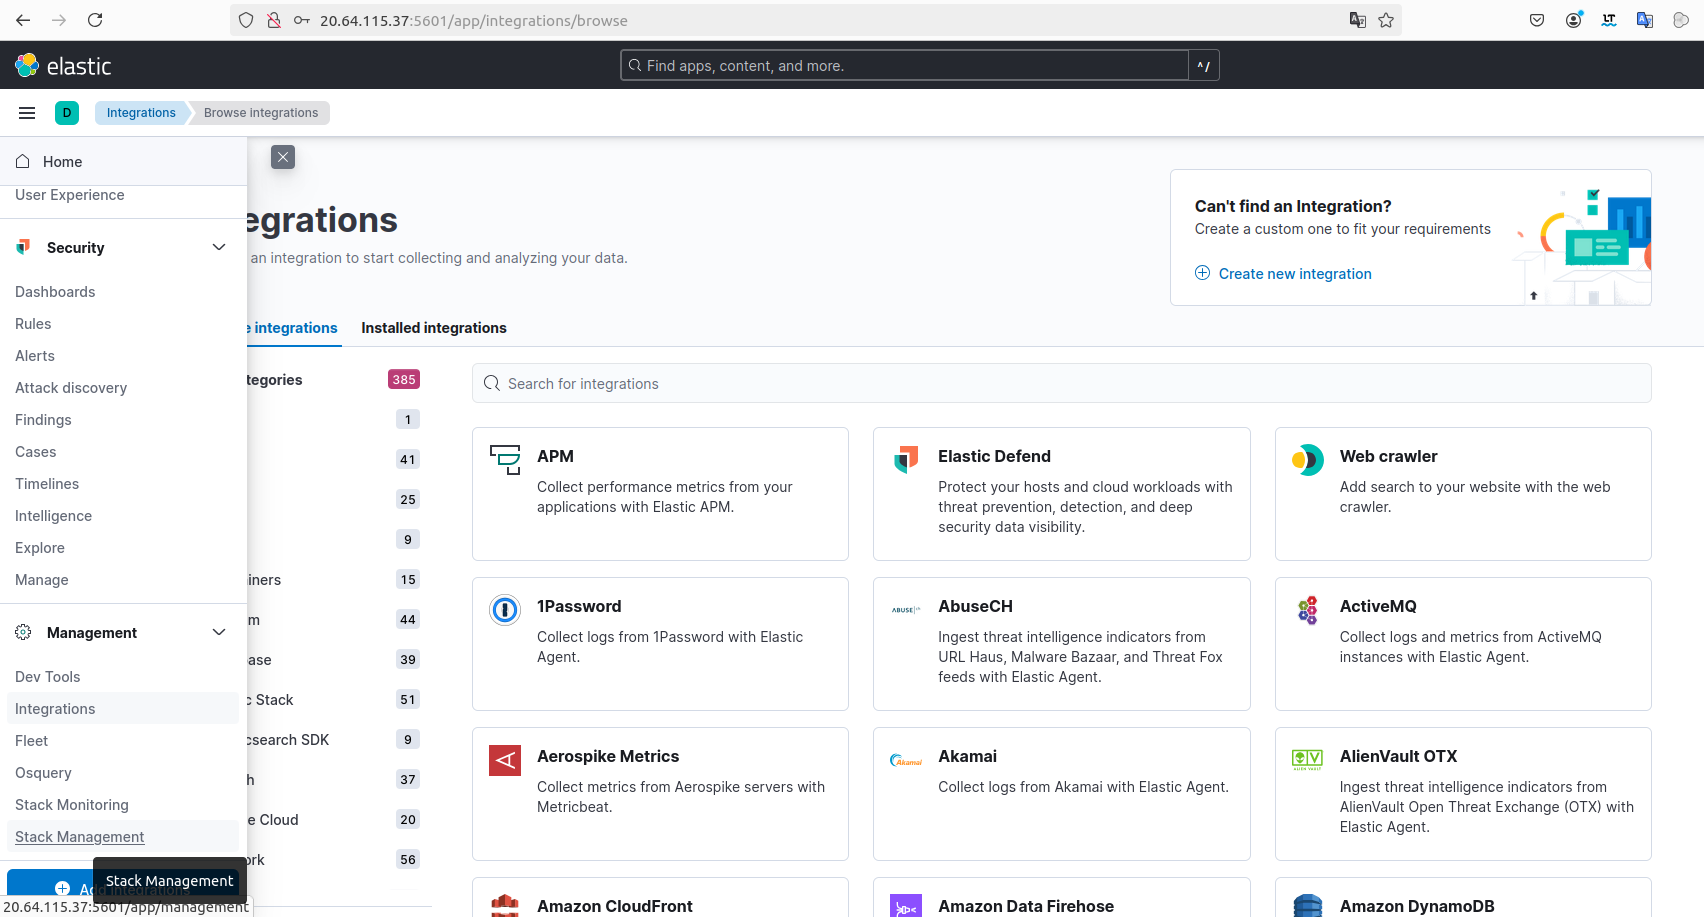 20.64.115.37:5601/app/integrations/browse
elastic
Find apps, content, and more.
^ /
D
Integrations
Browse integrations
Home
User Experience
Security
Dashboards
Rules
Alerts
Attack discovery
Findings
Cases
Timelines
Intelligence
Explore
Manage
Management
Dev Tools
Integrations
Fleet
Osquery
Stack Monitoring
Stack Management
Stack Management
20.64.115.37:5601/app/management
egrations
an integration to start collecting and analyzing your data.
Can't find an Integration?
Create a custom one to fit your requirements
Create new integration
e integrations
Installed integrations
tegories 385
1
41
25
9
iners 15
m 44
ase 39
c Stack 51
csearch SDK 9
h 37
e Cloud 20
ork 56
Search for integrations
APM
Collect performance metrics from your
applications with Elastic APM.
Elastic Defend
Protect your hosts and cloud workloads with
threat prevention, detection, and deep
security data visibility.
Web crawler
Add search to your website with the web
crawler.
1Password
Collect logs from 1Password with Elastic
Agent.
ABUSE|ch
AbuseCH
Ingest threat intelligence indicators from
URL Haus, Malware Bazaar, and Threat Fox
feeds with Elastic Agent.
ActiveMQ
Collect logs and metrics from ActiveMQ
instances with Elastic Agent.
Aerospike Metrics
Collect metrics from Aerospike servers with
Metricbeat.
Akamai
Akamai
Collect logs from Akamai with Elastic Agent.
AlienVault OTX
Ingest threat intelligence indicators from
AlienVault Open Threat Exchange (OTX) with
Elastic Agent.
Amazon CloudFront
Amazon Data Firehose
Amazon DynamoDB